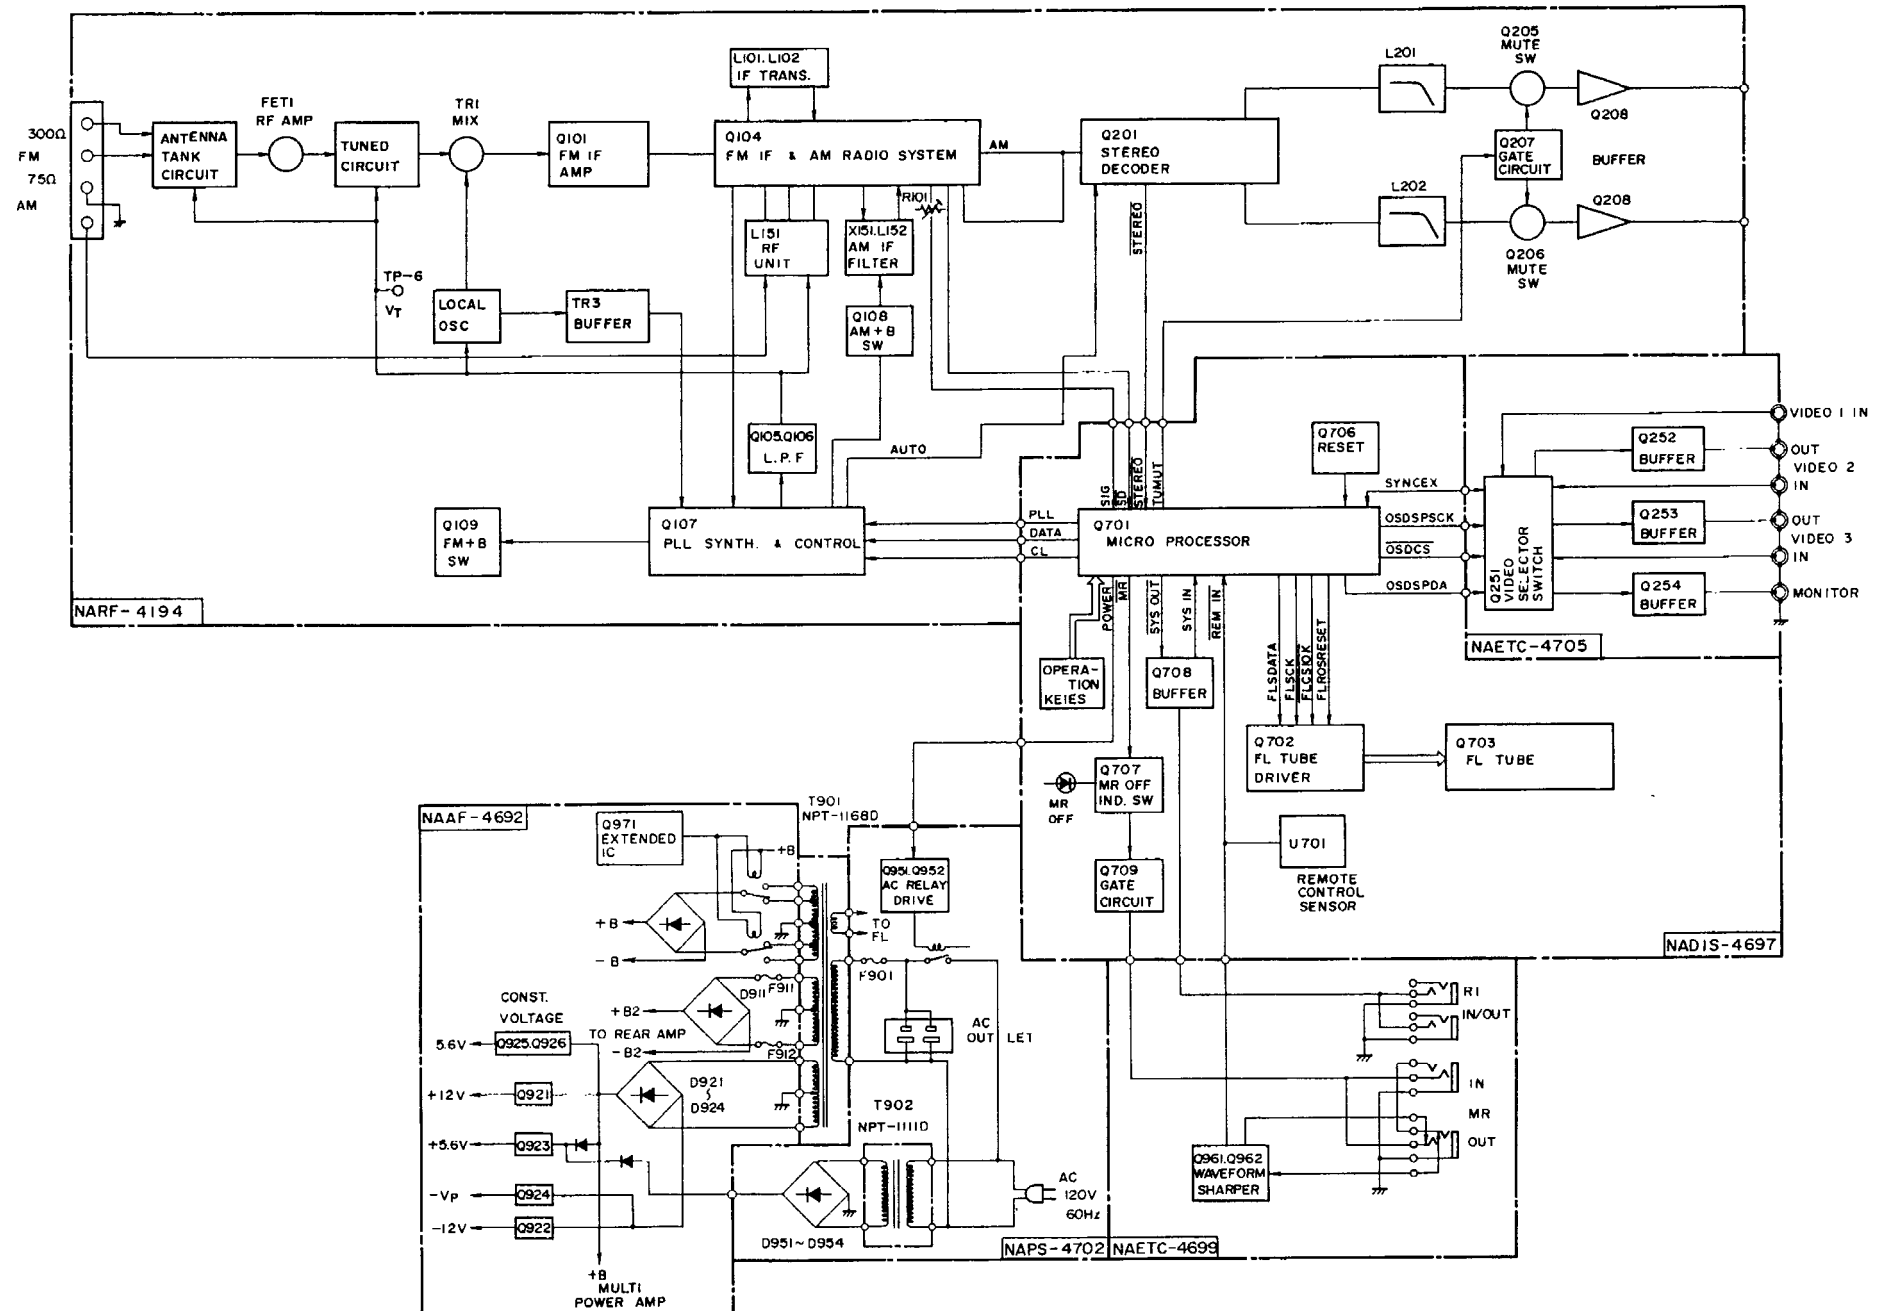 300Ω
FM
75Ω
AM
ANTENNA
TANK
CIRCUIT
FET1
RF AMP
TUNED
CIRCUIT
TR1
MIX
Q101
FM IF
AMP
L101.L102
IF TRANS.
Q104
FM IF & AM RADIO SYSTEM
AM
Q201
STEREO
DECODER
L201
Q205
MUTE
SW
Q208
Q207
GATE
CIRCUIT
BUFFER
L202
Q208
Q206
MUTE
SW
R101
STEREO
L151
RF
UNIT
X151.L152
AM IF
FILTER
TP-6
VT
LOCAL
OSC
TR3
BUFFER
Q108
AM+B
SW
Q105.Q106
L.P.F
AUTO
Q109
FM+B
SW
Q107
PLL SYNTH. & CONTROL
NARF-4194
SIG
SD
STEREO
TUMUT
PLL
DATA
CL
Q701
MICRO PROCESSOR
Q706
RESET
SYNCEX
OSDSPSCK
OSDCS
OSDSPDA
Q251
VIDEO
SELECTOR
SWITCH
Q252
BUFFER
Q253
BUFFER
Q254
BUFFER
VIDEO 1 IN
OUT
VIDEO 2
IN
OUT
VIDEO 3
IN
MONITOR
NAETC-4705
POWER
MR
SYS OUT
SYS IN
REM IN
OPERA-
TION
KEIES
Q708
BUFFER
FLSDATA
FLSCK
FLCS10K
FLROSRESET
Q702
FL TUBE
DRIVER
Q703
FL TUBE
Q707
MR OFF
IND. SW
MR
OFF
Q709
GATE
CIRCUIT
U701
REMOTE
CONTROL
SENSOR
NADIS-4697
NAAF-4692
Q971
EXTENDED
IC
+B
T901
NPT-1168D
Q951.Q952
AC RELAY
DRIVE
+B
-B
TO
FL
F901
D911
F911
+B2
TO REAR AMP
-B2
F912
AC
OUT LET
CONST.
VOLTAGE
5.6V
Q925.Q926
D921
~
D924
+12V
Q921
+5.6V
Q923
-VP
Q924
-12V
Q922
T902
NPT-1111D
AC
120V
60Hz
D951~D954
+B
MULTI
POWER AMP
NAPS-4702
NAETC-4699
RI
IN/OUT
IN
MR
OUT
Q961.Q962
WAVEFORM
SHARPER